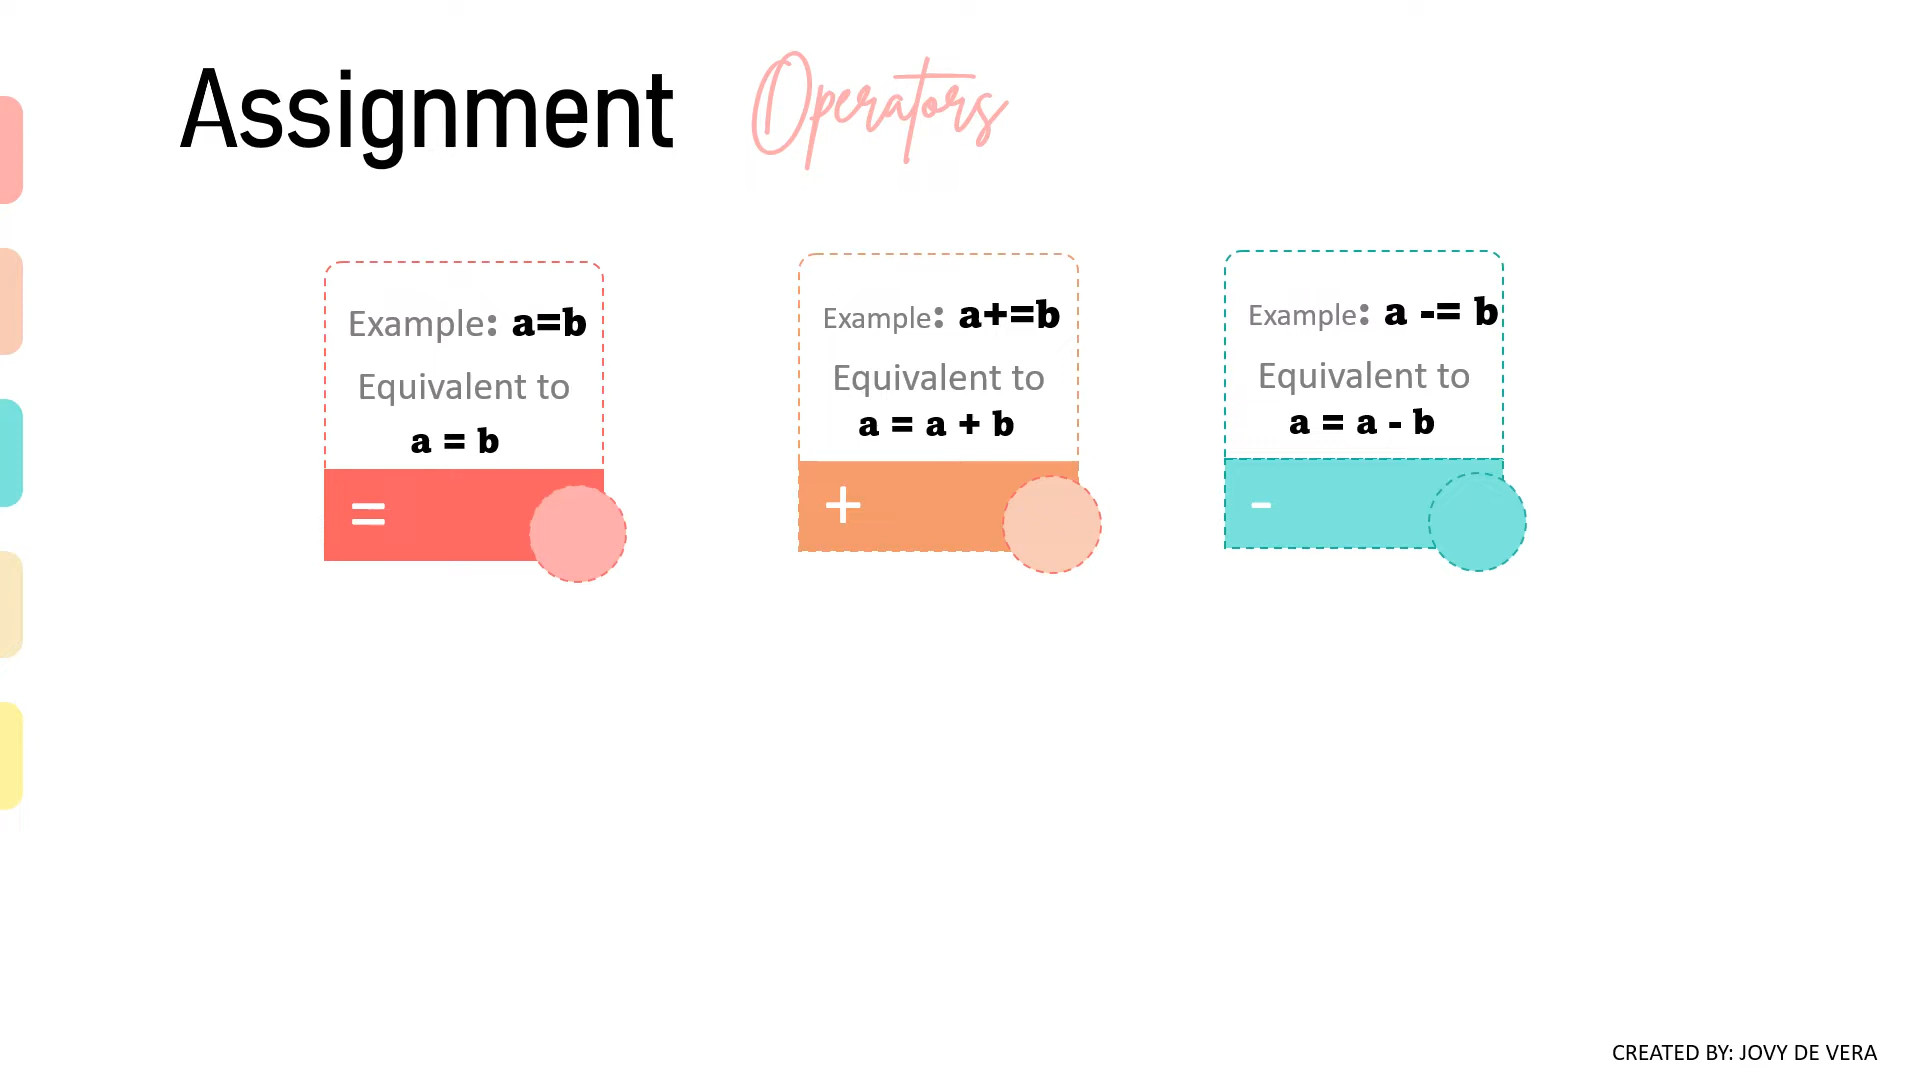 Assignment Operators
Example: a=b
Equivalent to
a = b
=
Example: a+=b
Equivalent to
a = a + b
+
Example: a -= b
Equivalent to
a = a - b
-
CREATED BY: JOVY DE VERA